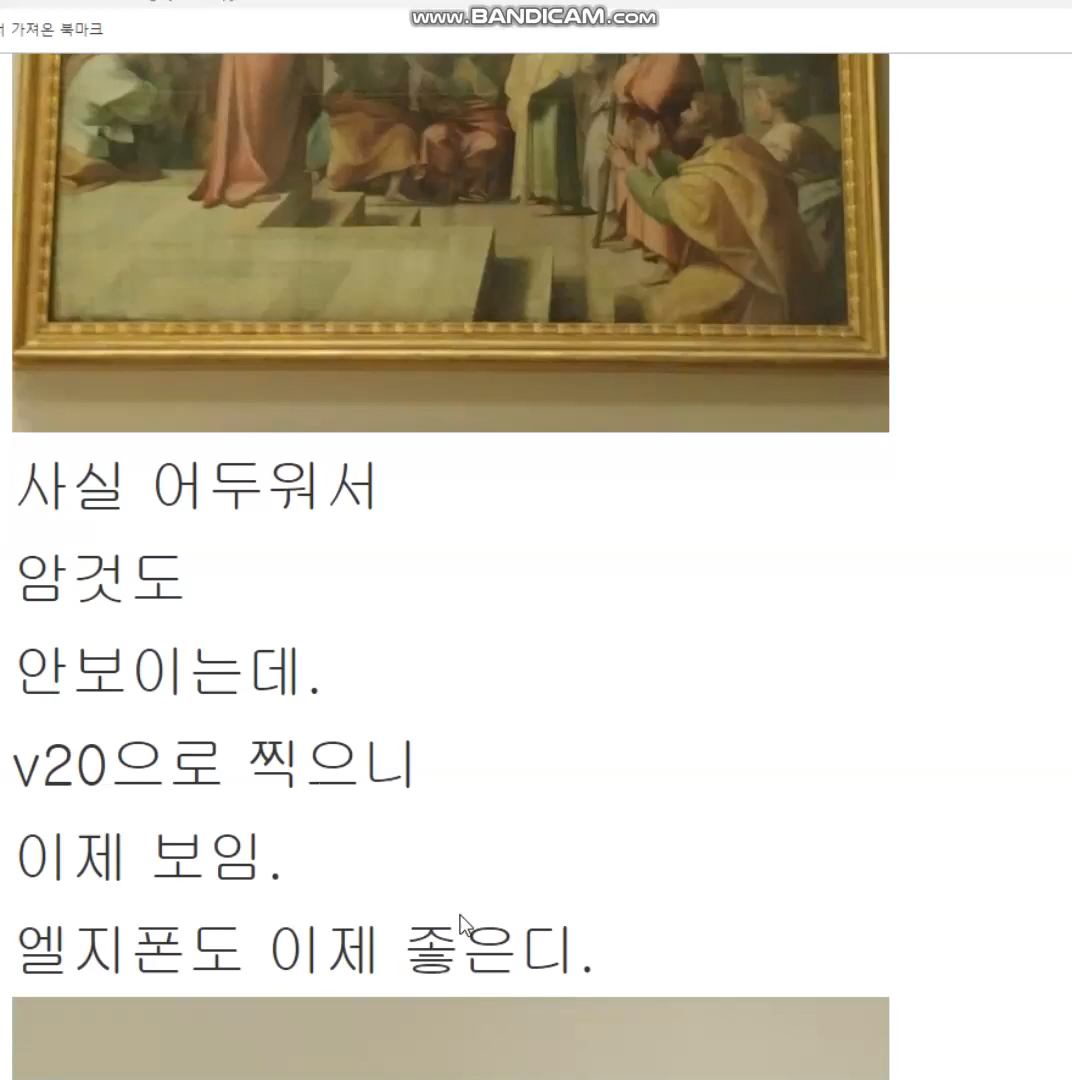 www.BANDICAM.com
가져온 북마크
사실 어두워서
암것도
안보이는데.
v20으로 찍으니
이제 보임.
엘지폰도 이제 좋은디.